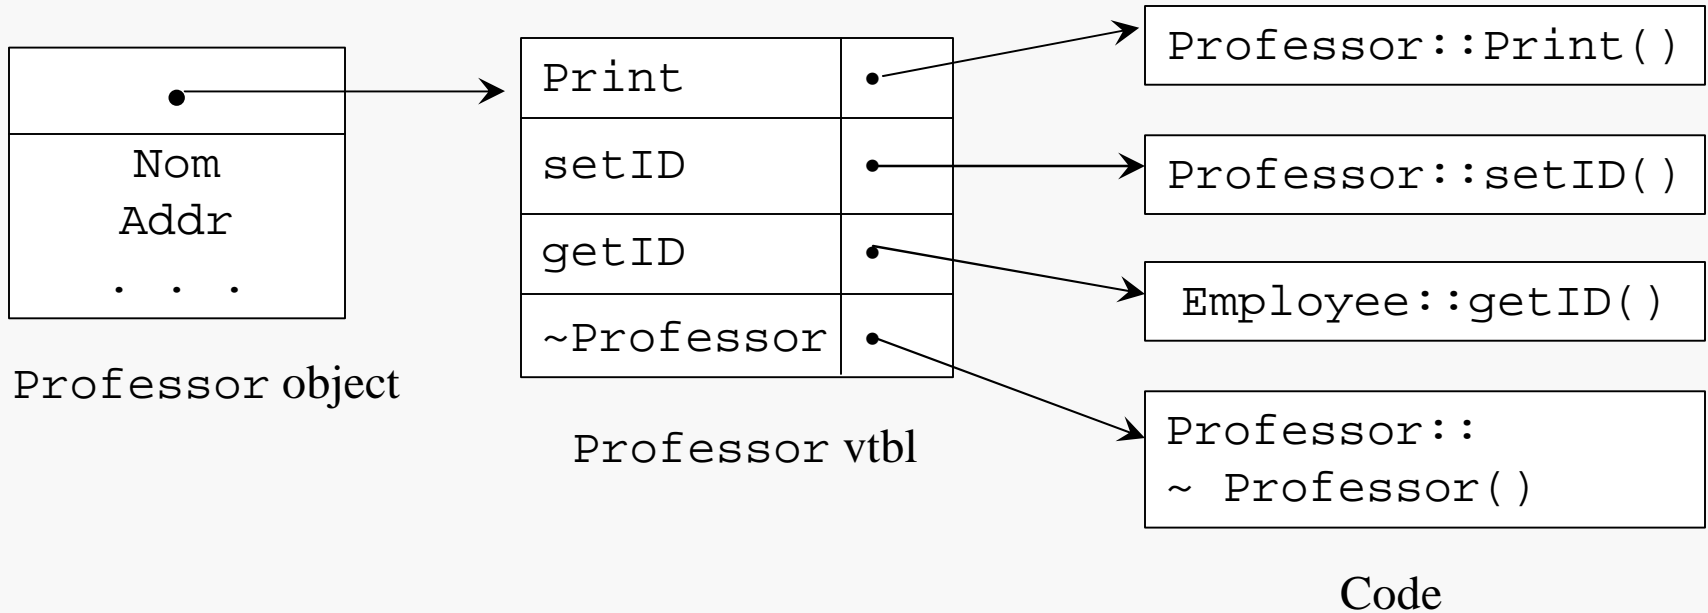 Nom
Addr
. . .
Professor object
Print
setID
getID
~Professor
Professor vtbl
Professor::Print()
Professor::setID()
Employee::getID()
Professor::
~ Professor()
Code